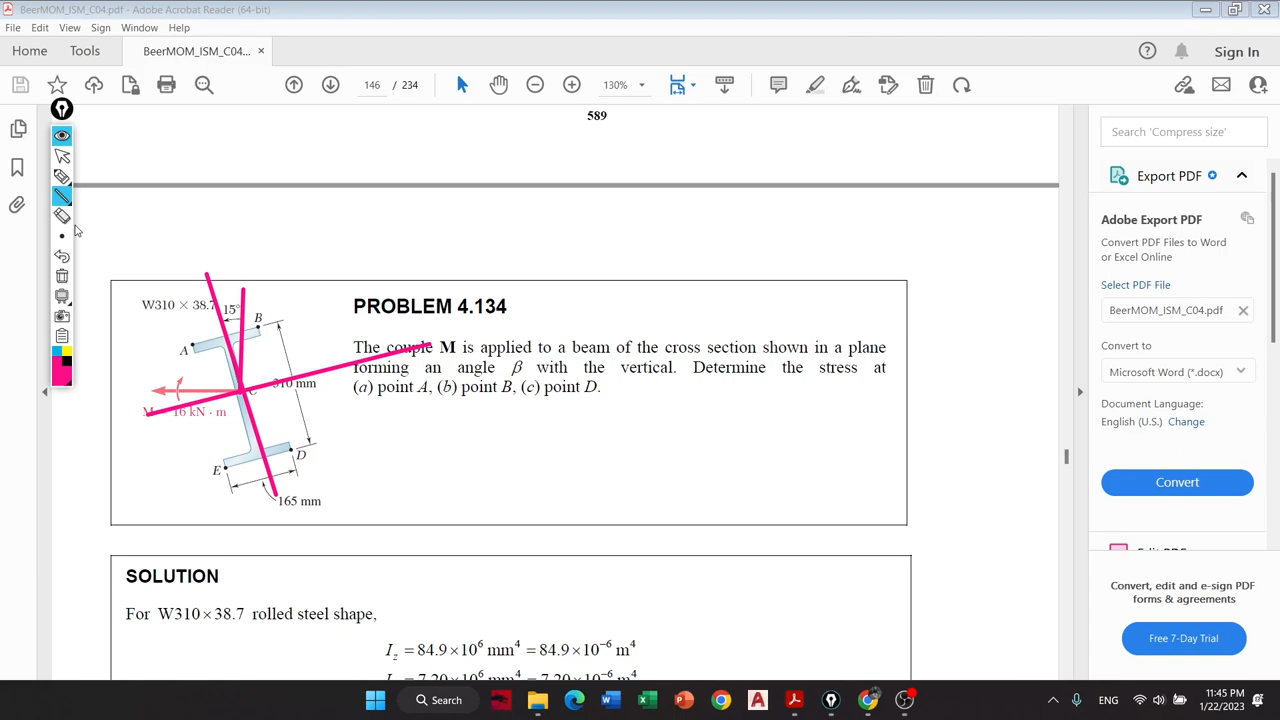 BeerMOM_ISM_C04.pdf - Adobe Acrobat Reader (64-bit)
File Edit View Sign Window Help
Home Tools BeerMOM_ISM_C04... × Sign In
146 / 234 130%
589
Search 'Compress size'
Export PDF
Adobe Export PDF
Convert PDF Files to Word
or Excel Online
Select PDF File
BeerMOM_ISM_C04.pdf
Convert to
Microsoft Word (*.docx)
Document Language:
English (U.S.) Change
Convert
Convert, edit and e-sign PDF
forms & agreements
Free 7-Day Trial
W310 × 38.7 15°
B
A
310 mm
C
16 kN · m
D
E
165 mm
PROBLEM 4.134
The couple M is applied to a beam of the cross section shown in a plane
forming an angle β with the vertical. Determine the stress at
(a) point A, (b) point B, (c) point D.
SOLUTION
For W310×38.7 rolled steel shape,
I_z = 84.9×10⁶ mm⁴ = 84.9×10⁻⁶ m⁴
Search
ENG 11:45 PM
1/22/2023